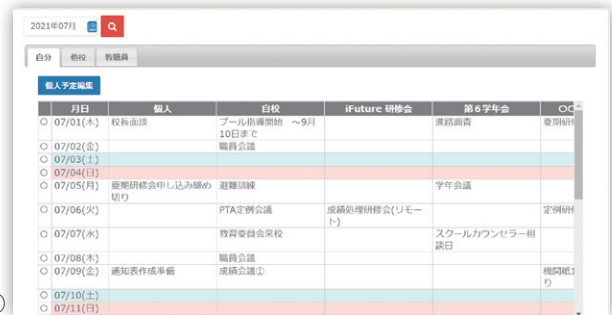 2021年07月
自分 他校 教職員
個人予定編集
月日 個人 自校 iFuture 研修会 第6学年会
07/01(木) 校長面談 プール指導開始 ～9月 進路調査 夏期研修
10日まで
07/02(金) 職員会議
07/03(土)
07/04(日)
07/05(月) 夏期研修会申し込み締め 避難訓練 学年会議
切り
07/06(火) PTA定例会議 成績処理研修会(リモー 定例研修
ト)
07/07(水) 教育委員会来校 スクールカウンセラー相
談日
07/08(木) 職員会議
07/09(金) 通知表作成準備 成績会議① 機関紙
り
07/10(土)
07/11(日)